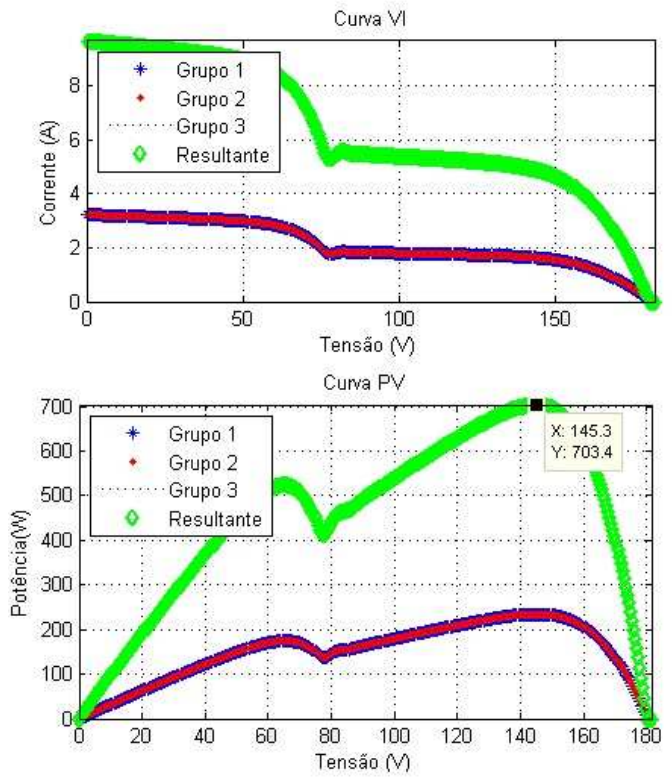 Curva VI
Corrente (A)
8
6
4
2
0
Grupo 1
Grupo 2
Grupo 3
Resultante
0 50 100 150
Tensão (V)
Curva PV
Potência(W)
700
600
500
400
300
200
100
0
Grupo 1
Grupo 2
Grupo 3
Resultante
X: 145.3
Y: 703.4
0 20 40 60 80 100 120 140 160 180
Tensão (V)